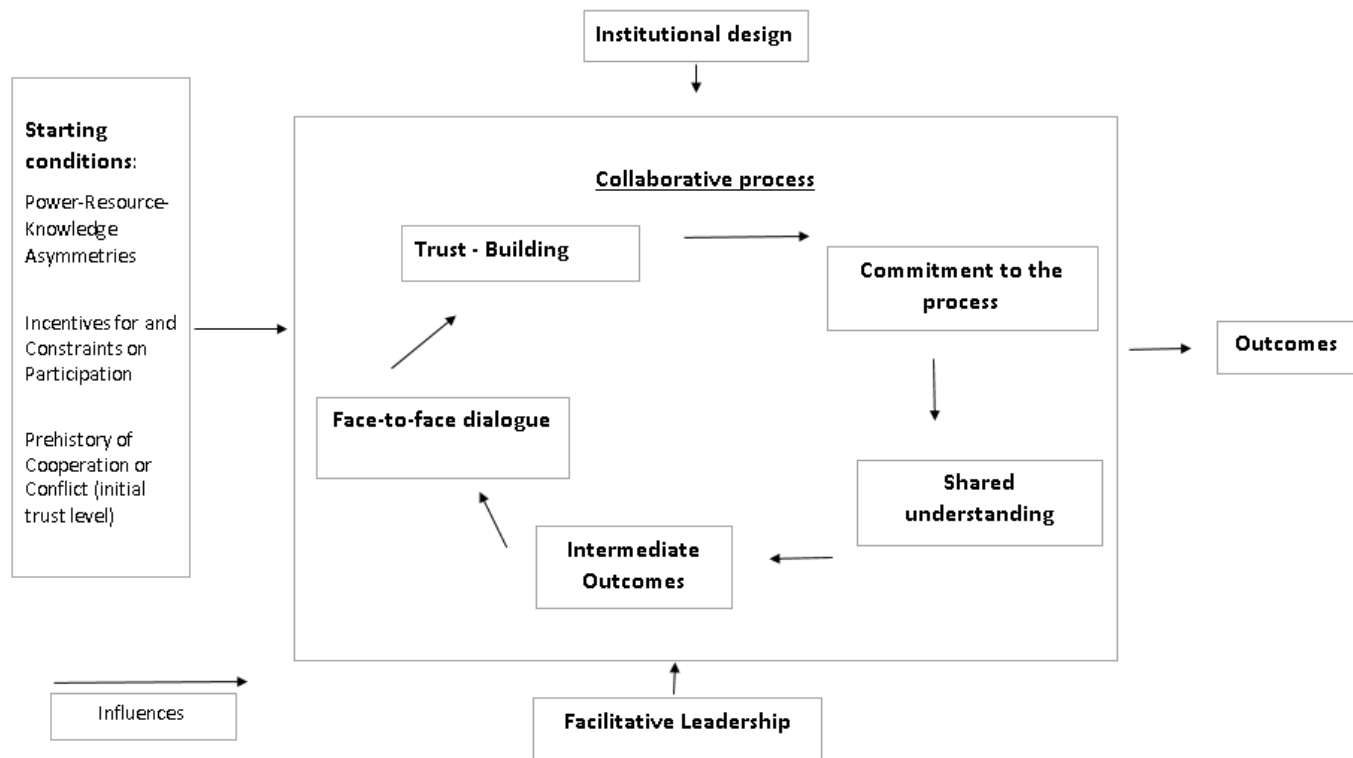 Institutional design
Starting
conditions:
Power-Resource-
Knowledge
Asymmetries
Incentives for and
Constraints on
Participation
Prehistory of
Cooperation or
Conflict (initial
trust level)
Collaborative process
Trust - Building
Commitment to the
process
Face-to-face dialogue
Shared
understanding
Intermediate
Outcomes
Outcomes
Influences
Facilitative Leadership